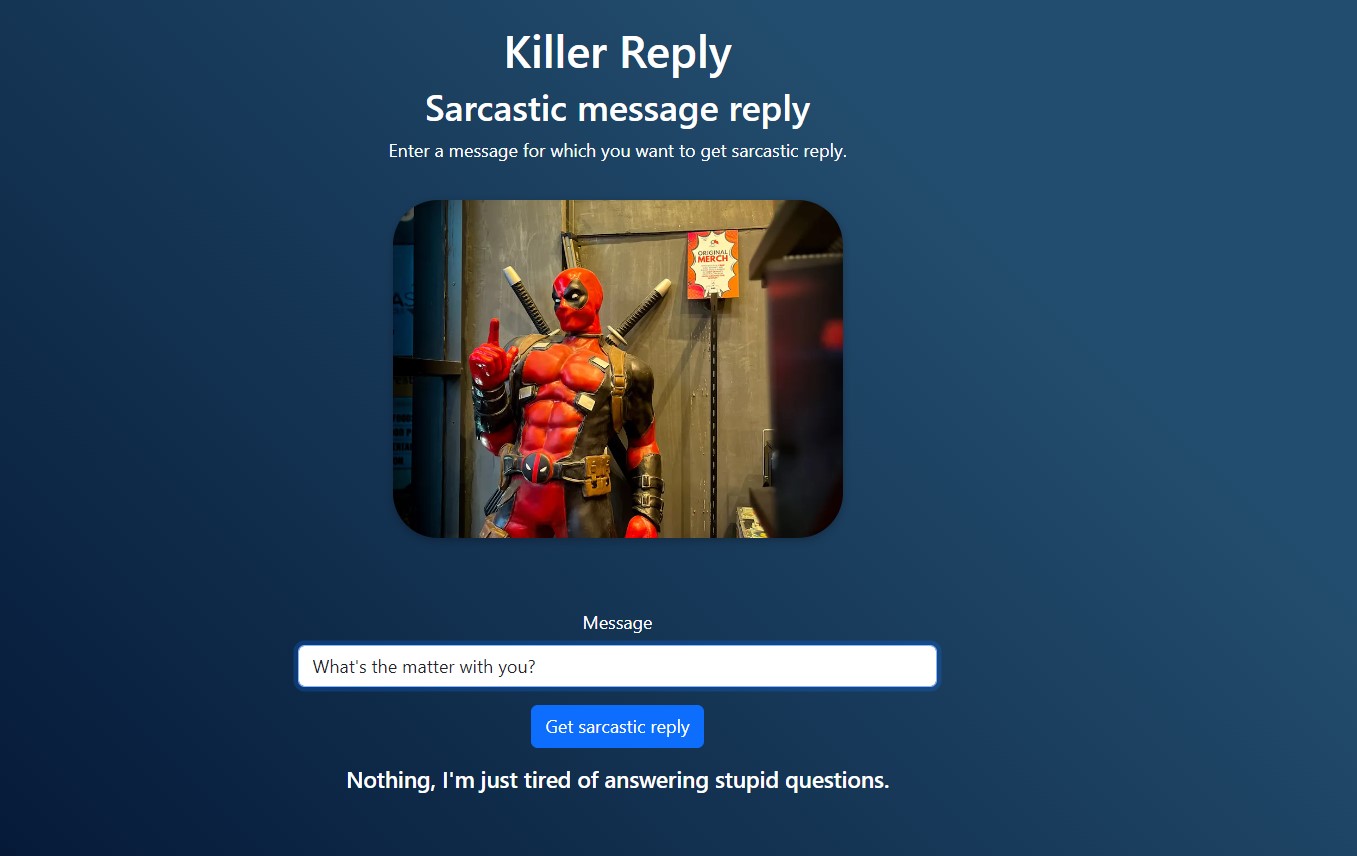 Killer Reply
Sarcastic message reply
Enter a message for which you want to get sarcastic reply.
ORIGINAL
MERCH
Message
What's the matter with you?
Get sarcastic reply
Nothing, I'm just tired of answering stupid questions.